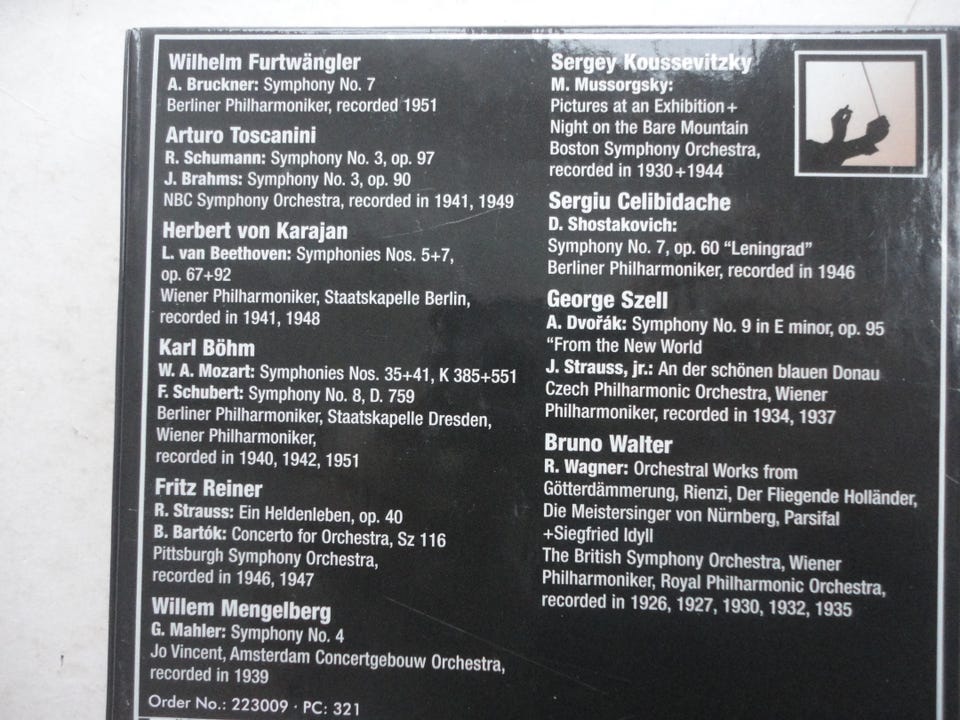 Wilhelm Furtwängler
A. Bruckner: Symphony No. 7
Berliner Philharmoniker, recorded 1951
Arturo Toscanini
R. Schumann: Symphony No. 3, op. 97
J. Brahms: Symphony No. 3, op. 90
NBC Symphony Orchestra, recorded in 1941, 1949
Herbert von Karajan
L. van Beethoven: Symphonies Nos. 5+7,
op. 67+92
Wiener Philharmoniker, Staatskapelle Berlin,
recorded in 1941, 1948
Karl Böhm
W. A. Mozart: Symphonies Nos. 35+41, K 385+551
F. Schubert: Symphony No. 8, D. 759
Berliner Philharmoniker, Staatskapelle Dresden,
Wiener Philharmoniker,
recorded in 1940, 1942, 1951
Fritz Reiner
R. Strauss: Ein Heldenleben, op. 40
B. Bartók: Concerto for Orchestra, Sz 116
Pittsburgh Symphony Orchestra,
recorded in 1946, 1947
Willem Mengelberg
G. Mahler: Symphony No. 4
Jo Vincent, Amsterdam Concertgebouw Orchestra,
recorded in 1939
Order No.: 223009 · PC: 321
Sergey Koussevitzky
M. Mussorgsky:
Pictures at an Exhibition+
Night on the Bare Mountain
Boston Symphony Orchestra,
recorded in 1930+1944
Sergiu Celibidache
D. Shostakovich:
Symphony No. 7, op. 60 “Leningrad”
Berliner Philharmoniker, recorded in 1946
George Szell
A. Dvořák: Symphony No. 9 in E minor, op. 95
“From the New World
J. Strauss, jr.: An der schönen blauen Donau
Czech Philharmonic Orchestra, Wiener
Philharmoniker, recorded in 1934, 1937
Bruno Walter
R. Wagner: Orchestral Works from
Götterdämmerung, Rienzi, Der Fliegende Holländer,
Die Meistersinger von Nürnberg, Parsifal
+Siegfried Idyll
The British Symphony Orchestra, Wiener
Philharmoniker, Royal Philharmonic Orchestra,
recorded in 1926, 1927, 1930, 1932, 1935